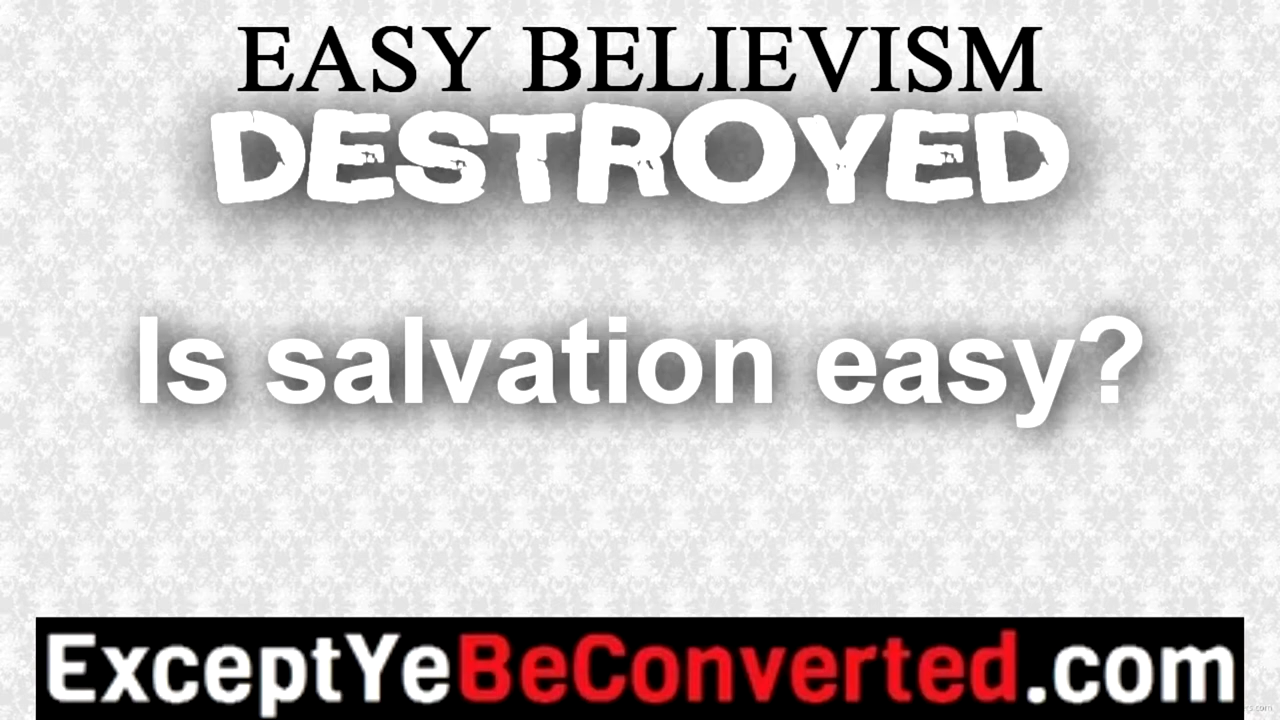 EASY BELIEVISM
DESTROYED
Is salvation easy?
ExceptYeBeConverted.com